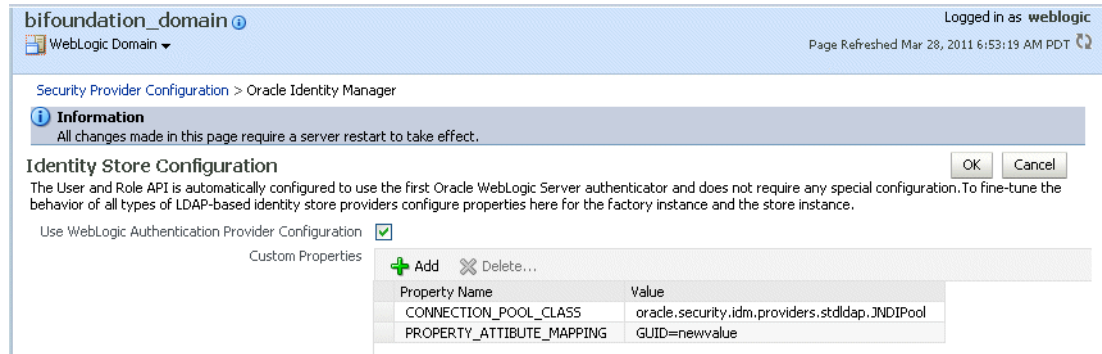 bifoundation_domain
Logged in as weblogic
WebLogic Domain
Page Refreshed Mar 28, 2011 6:53:19 AM PDT
Security Provider Configuration > Oracle Identity Manager
Information
All changes made in this page require a server restart to take effect.
Identity Store Configuration
OK Cancel
The User and Role API is automatically configured to use the first Oracle WebLogic Server authenticator and does not require any special configuration.To fine-tune the
behavior of all types of LDAP-based identity store providers configure properties here for the factory instance and the store instance.
Use WebLogic Authentication Provider Configuration
Custom Properties
Add Delete...
Property Name Value
CONNECTION_POOL_CLASS oracle.security.idm.providers.stdldap.JNDIPool
PROPERTY_ATTIBUTE_MAPPING GUID=newvalue